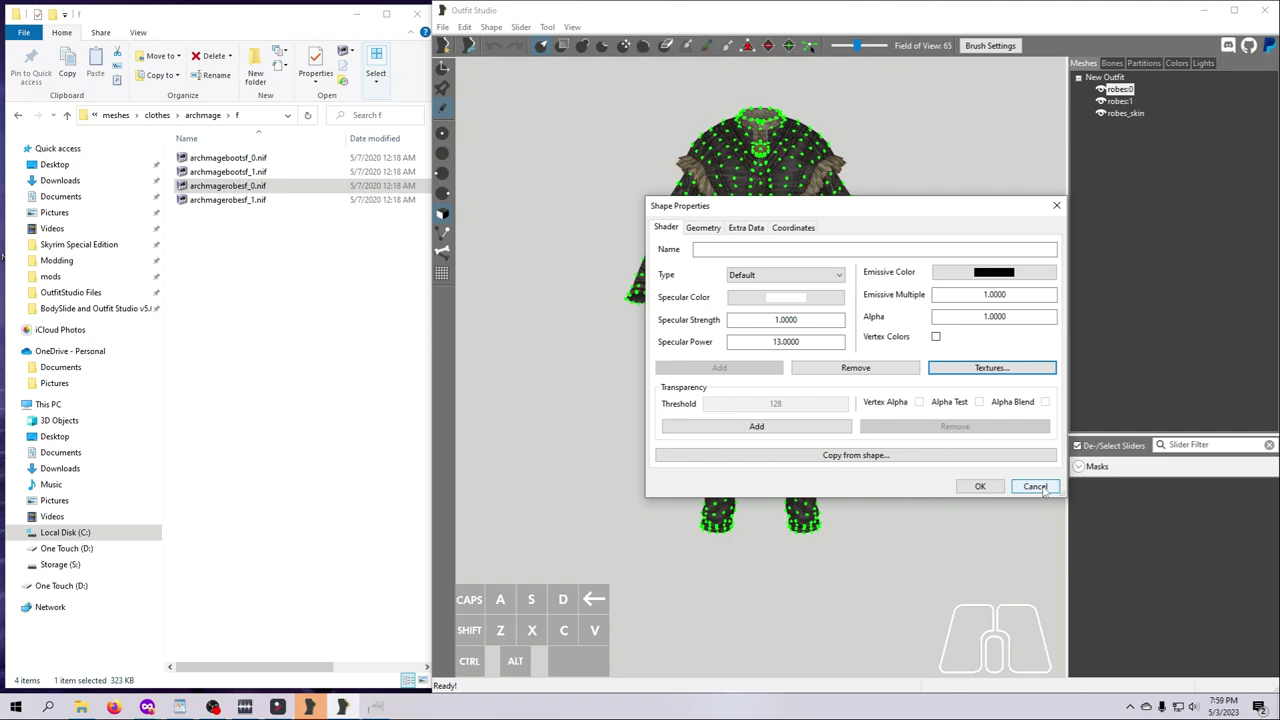 f
File
Home
Share
View
Pin to Quick access
Copy
Paste
Move to
Copy to
Delete
Rename
New folder
Properties
Select
Clipboard
Organize
New
Open
meshes
clothes
archmage
f
Search f
Name
Date modified
archmagebootsf_0.nif 5/7/2020 12:18 AM
archmagebootsf_1.nif 5/7/2020 12:18 AM
archmagerobesf_0.nif 5/7/2020 12:18 AM
archmagerobesf_1.nif 5/7/2020 12:18 AM
Quick access
Desktop
Downloads
Documents
Pictures
Videos
Skyrim Special Edition
Modding
mods
OutfitStudio Files
BodySlide and Outfit Studio v5.
iCloud Photos
OneDrive - Personal
Documents
Pictures
This PC
3D Objects
Desktop
Documents
Downloads
Music
Pictures
Videos
Local Disk (C:)
One Touch (D:)
Storage (S:)
One Touch (D:)
Network
4 items
1 item selected 323 KB
Outfit Studio
File Edit Shape Slider Tool View
Field of View: 65
Brush Settings
Meshes Bones Partitions Colors Lights
New Outfit
robes:0
robes:1
robes_skin
De-/Select Sliders
Slider Filter
Masks
Shape Properties
Shader Geometry Extra Data Coordinates
Name
Type
Default
Emissive Color
Specular Color
Emissive Multiple
1.0000
Specular Strength
1.0000
Alpha
1.0000
Specular Power
13.0000
Vertex Colors
Add
Remove
Textures...
Transparency
Threshold
128
Vertex Alpha
Alpha Test
Alpha Blend
Add
Remove
Copy from shape...
OK
Cancel
CAPS A S D ←
SHIFT Z X C V
CTRL ALT
Ready!
7:59 PM
5/3/2023
2